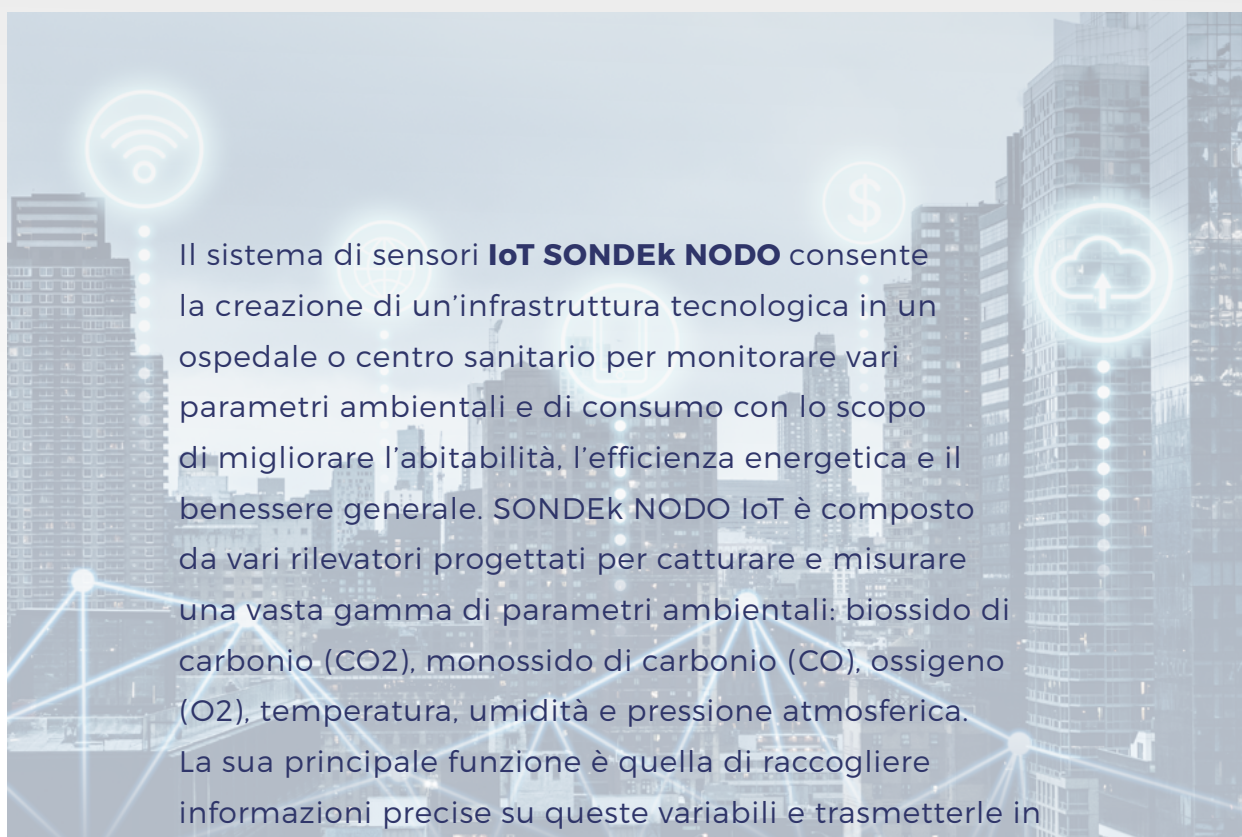 $
Il sistema di sensori IoT SONDEk NODO consente
la creazione di un’infrastruttura tecnologica in un
ospedale o centro sanitario per monitorare vari
parametri ambientali e di consumo con lo scopo
di migliorare l’abitabilità, l’efficienza energetica e il
benessere generale. SONDEk NODO IoT è composto
da vari rilevatori progettati per catturare e misurare
una vasta gamma di parametri ambientali: biossido di
carbonio (CO2), monossido di carbonio (CO), ossigeno
(O2), temperatura, umidità e pressione atmosferica.
La sua principale funzione è quella di raccogliere
informazioni precise su queste variabili e trasmetterle in